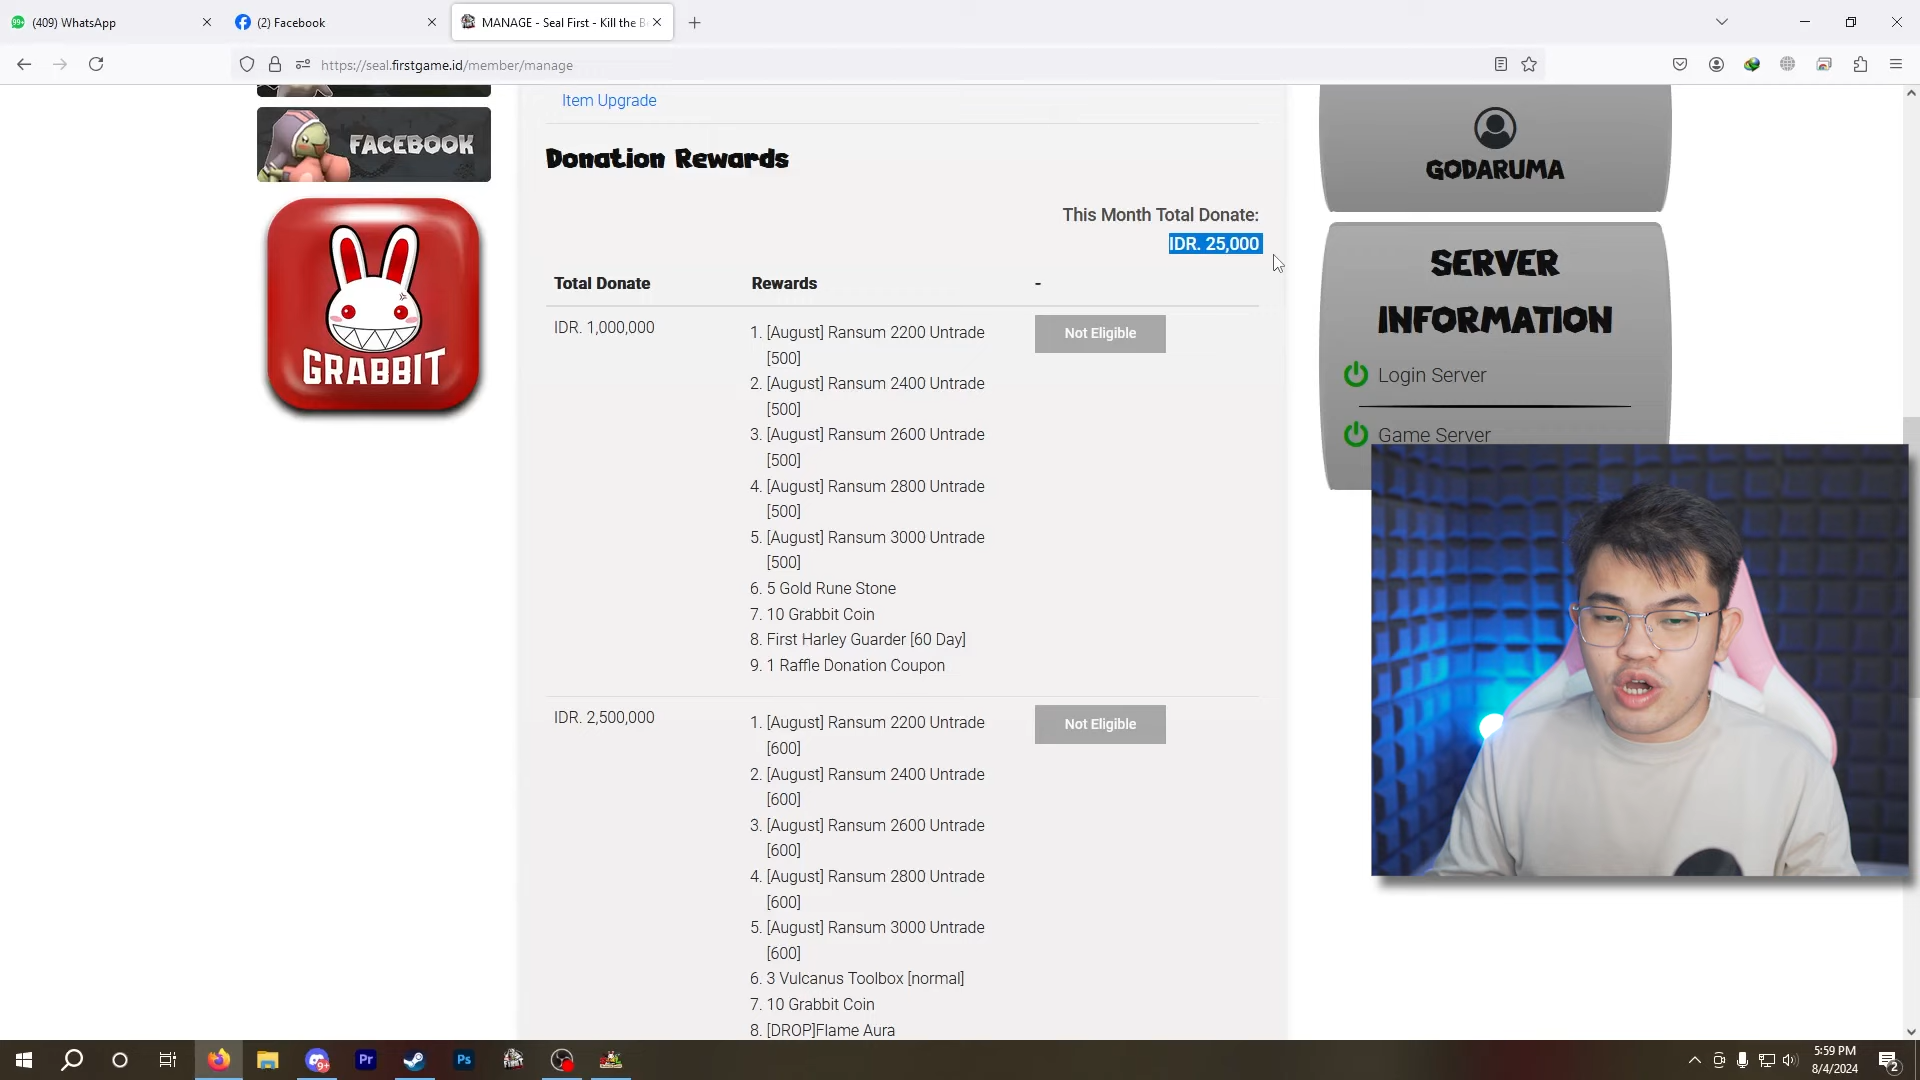 (409) WhatsApp
(2) Facebook
MANAGE - Seal First - Kill the B
https://seal.firstgame.id/member/manage
Item Upgrade
FACEBOOK
GRABBIT
Donation Rewards
This Month Total Donate:
IDR. 25,000
Total Donate
Rewards
-
IDR. 1,000,000
1. [August] Ransum 2200 Untrade
[500]
2. [August] Ransum 2400 Untrade
[500]
3. [August] Ransum 2600 Untrade
[500]
4. [August] Ransum 2800 Untrade
[500]
5. [August] Ransum 3000 Untrade
[500]
6. 5 Gold Rune Stone
7. 10 Grabbit Coin
8. First Harley Guarder [60 Day]
9. 1 Raffle Donation Coupon
Not Eligible
IDR. 2,500,000
1. [August] Ransum 2200 Untrade
[600]
2. [August] Ransum 2400 Untrade
[600]
3. [August] Ransum 2600 Untrade
[600]
4. [August] Ransum 2800 Untrade
[600]
5. [August] Ransum 3000 Untrade
[600]
6. 3 Vulcanus Toolbox [normal]
7. 10 Grabbit Coin
8. [DROP]Flame Aura
Not Eligible
GODARUMA
SERVER
INFORMATION
Login Server
Game Server
9+
Pr
Ps
5:59 PM
8/4/2024
2